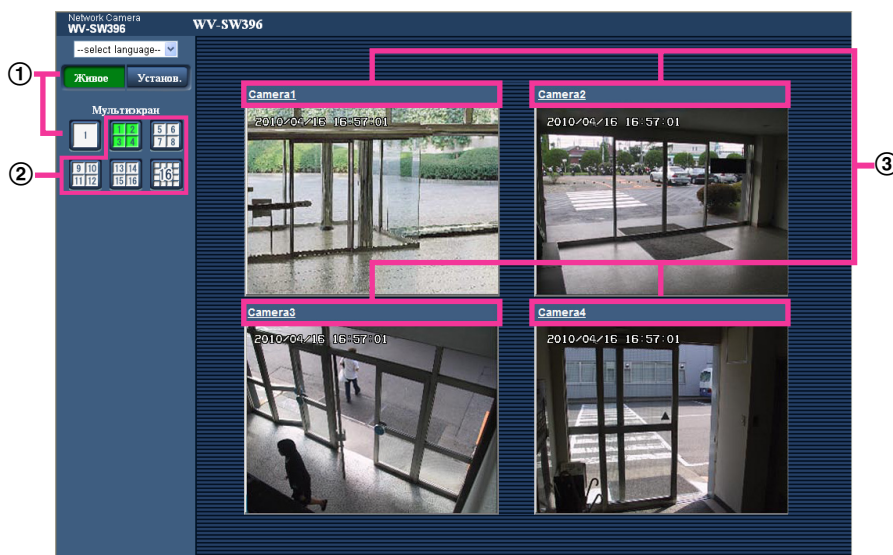 Network Camera
WV-SW396
WV-SW396
--select language--
① Живое Установ.
Мультиэкран
1 1 2 3 4 5 6 7 8
② 9 10 11 12 13 14 15 16 16
③
Camera1
2010/04/16 16:57:01
Camera2
2010/04/16 16:57:01
Camera3
2010/04/16 16:57:01
Camera4
2010/04/16 16:57:01